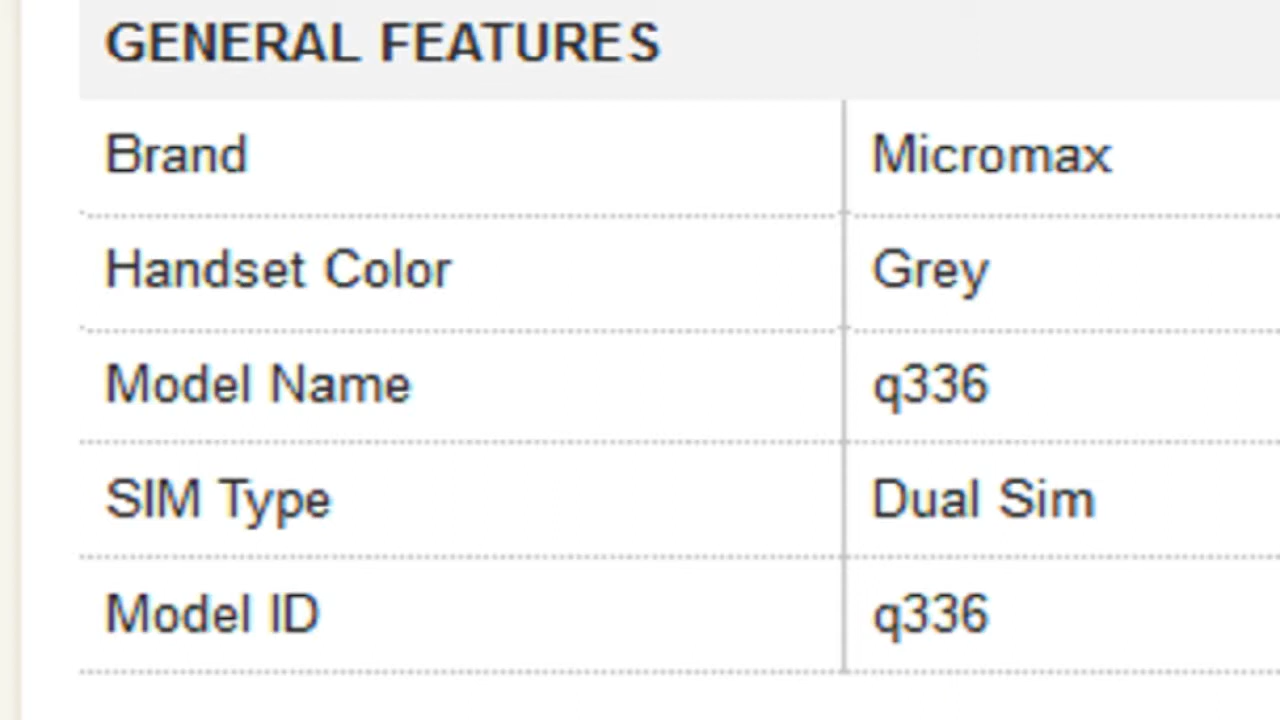 GENERAL FEATURES
Brand Micromax
Handset Color Grey
Model Name q336
SIM Type Dual Sim
Model ID q336